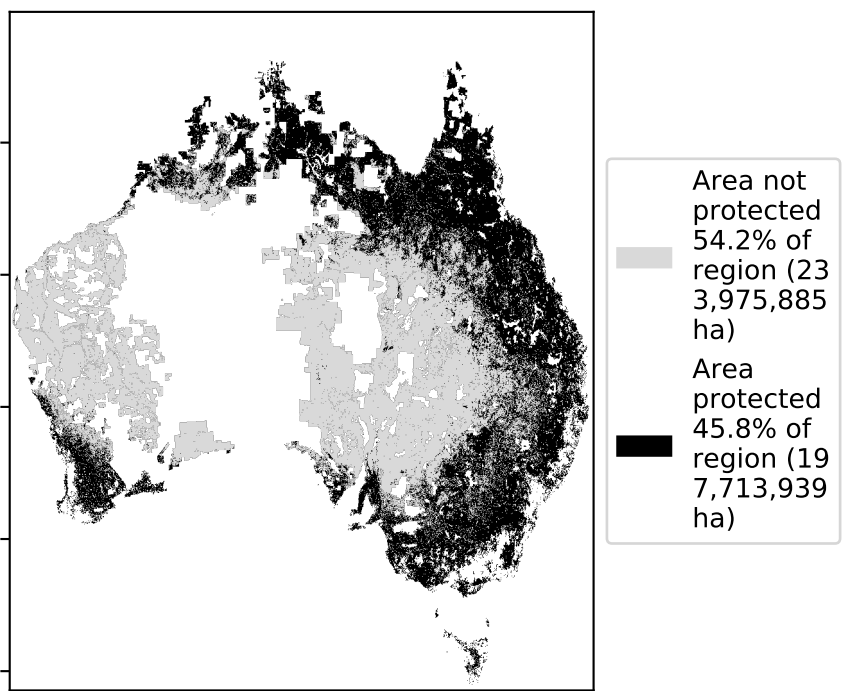 Area not
protected
54.2% of
region (23
3,975,885
ha)
Area
protected
45.8% of
region (19
7,713,939
ha)